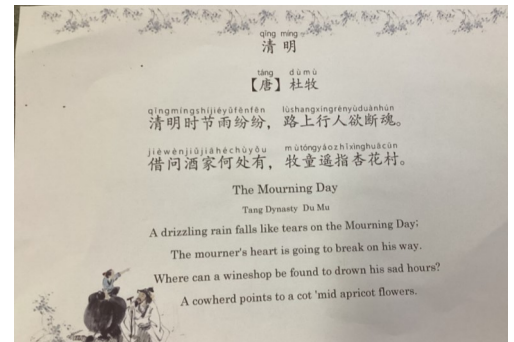 qīng míng
清 明
táng dùmù
【唐】杜牧
qīngmíngshíjiéyǔfēnfēn lùshangxíngrényùduànhún
清明时节雨纷纷，路上行人欲断魂。
jièwènjiǔjiāhéchùyǒu mùtóngyáozhǐxìnghuācūn
借问酒家何处有，牧童遥指杏花村。
The Mourning Day
Tang Dynasty Du Mu
A drizzling rain falls like tears on the Mourning Day;
The mourner's heart is going to break on his way.
Where can a wineshop be found to drown his sad hours?
A cowherd points to a cot 'mid apricot flowers.